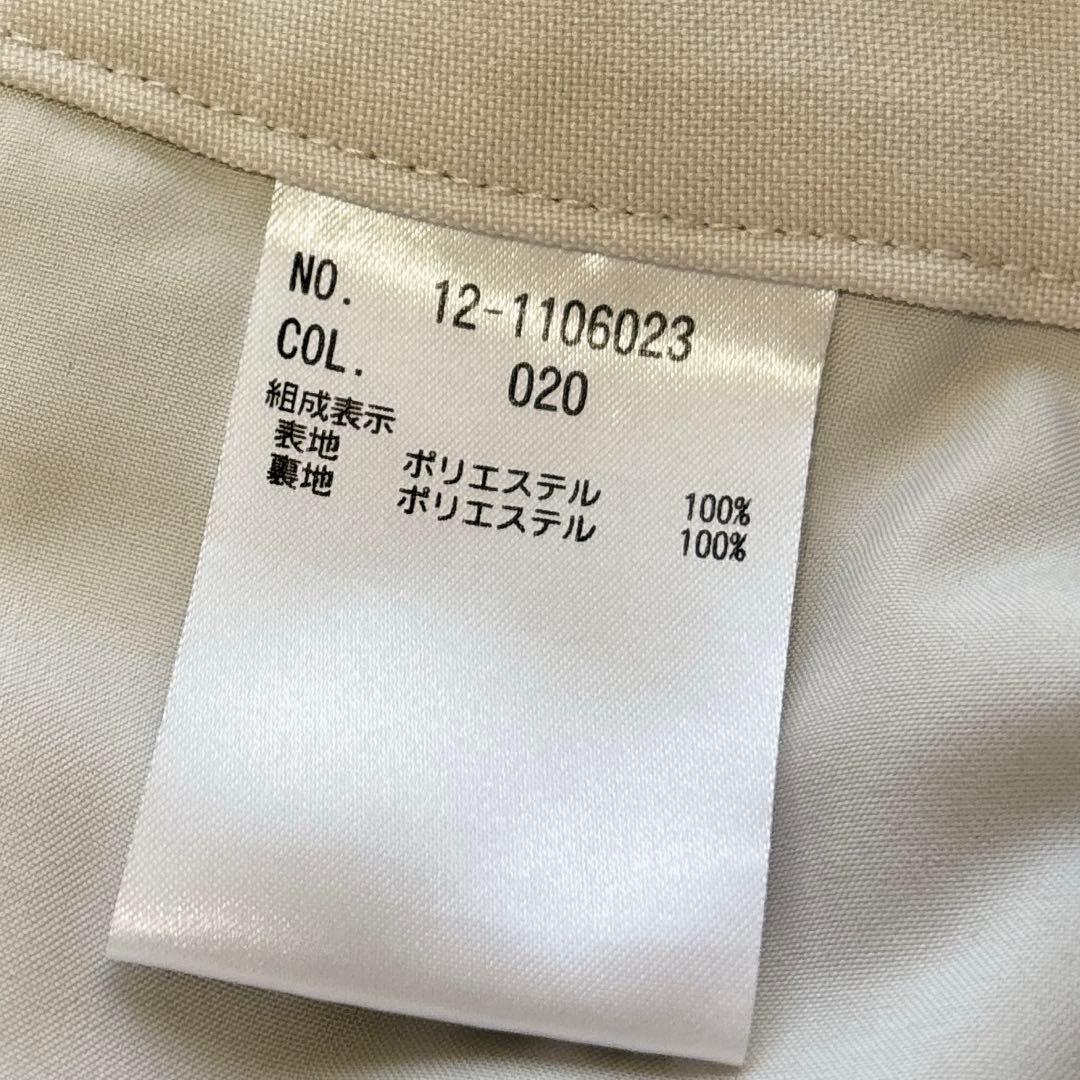 NO. 12-1106023
COL. 020
組成表示
表地 ポリエステル 100%
裏地 ポリエステル 100%